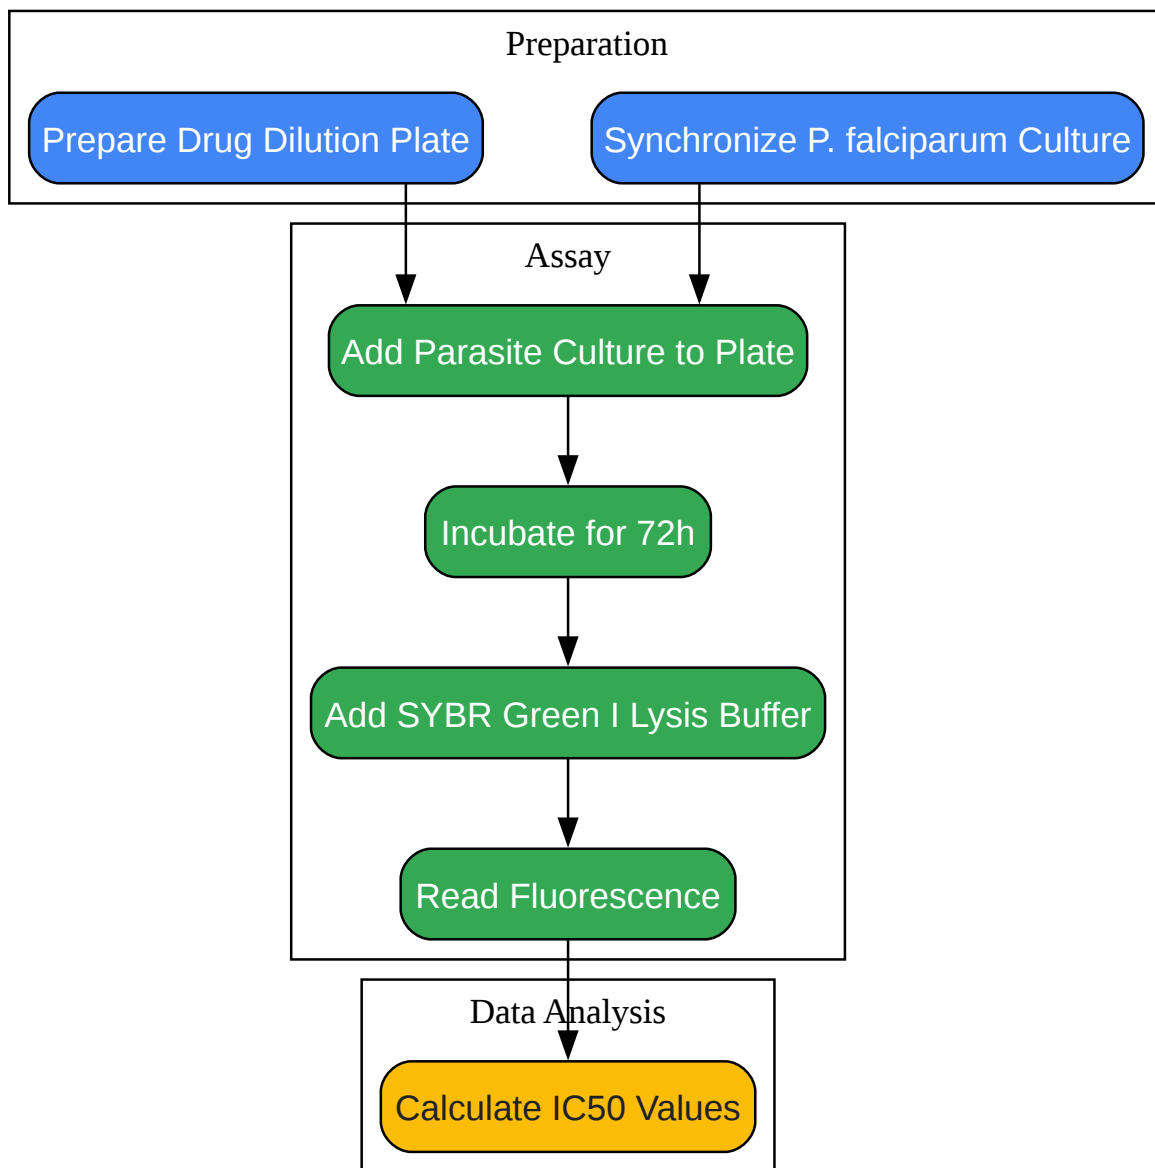 Preparation
Prepare Drug Dilution Plate
Synchronize P. falciparum Culture
Assay
Add Parasite Culture to Plate
Incubate for 72h
Add SYBR Green I Lysis Buffer
Read Fluorescence
Data Analysis
Calculate IC50 Values